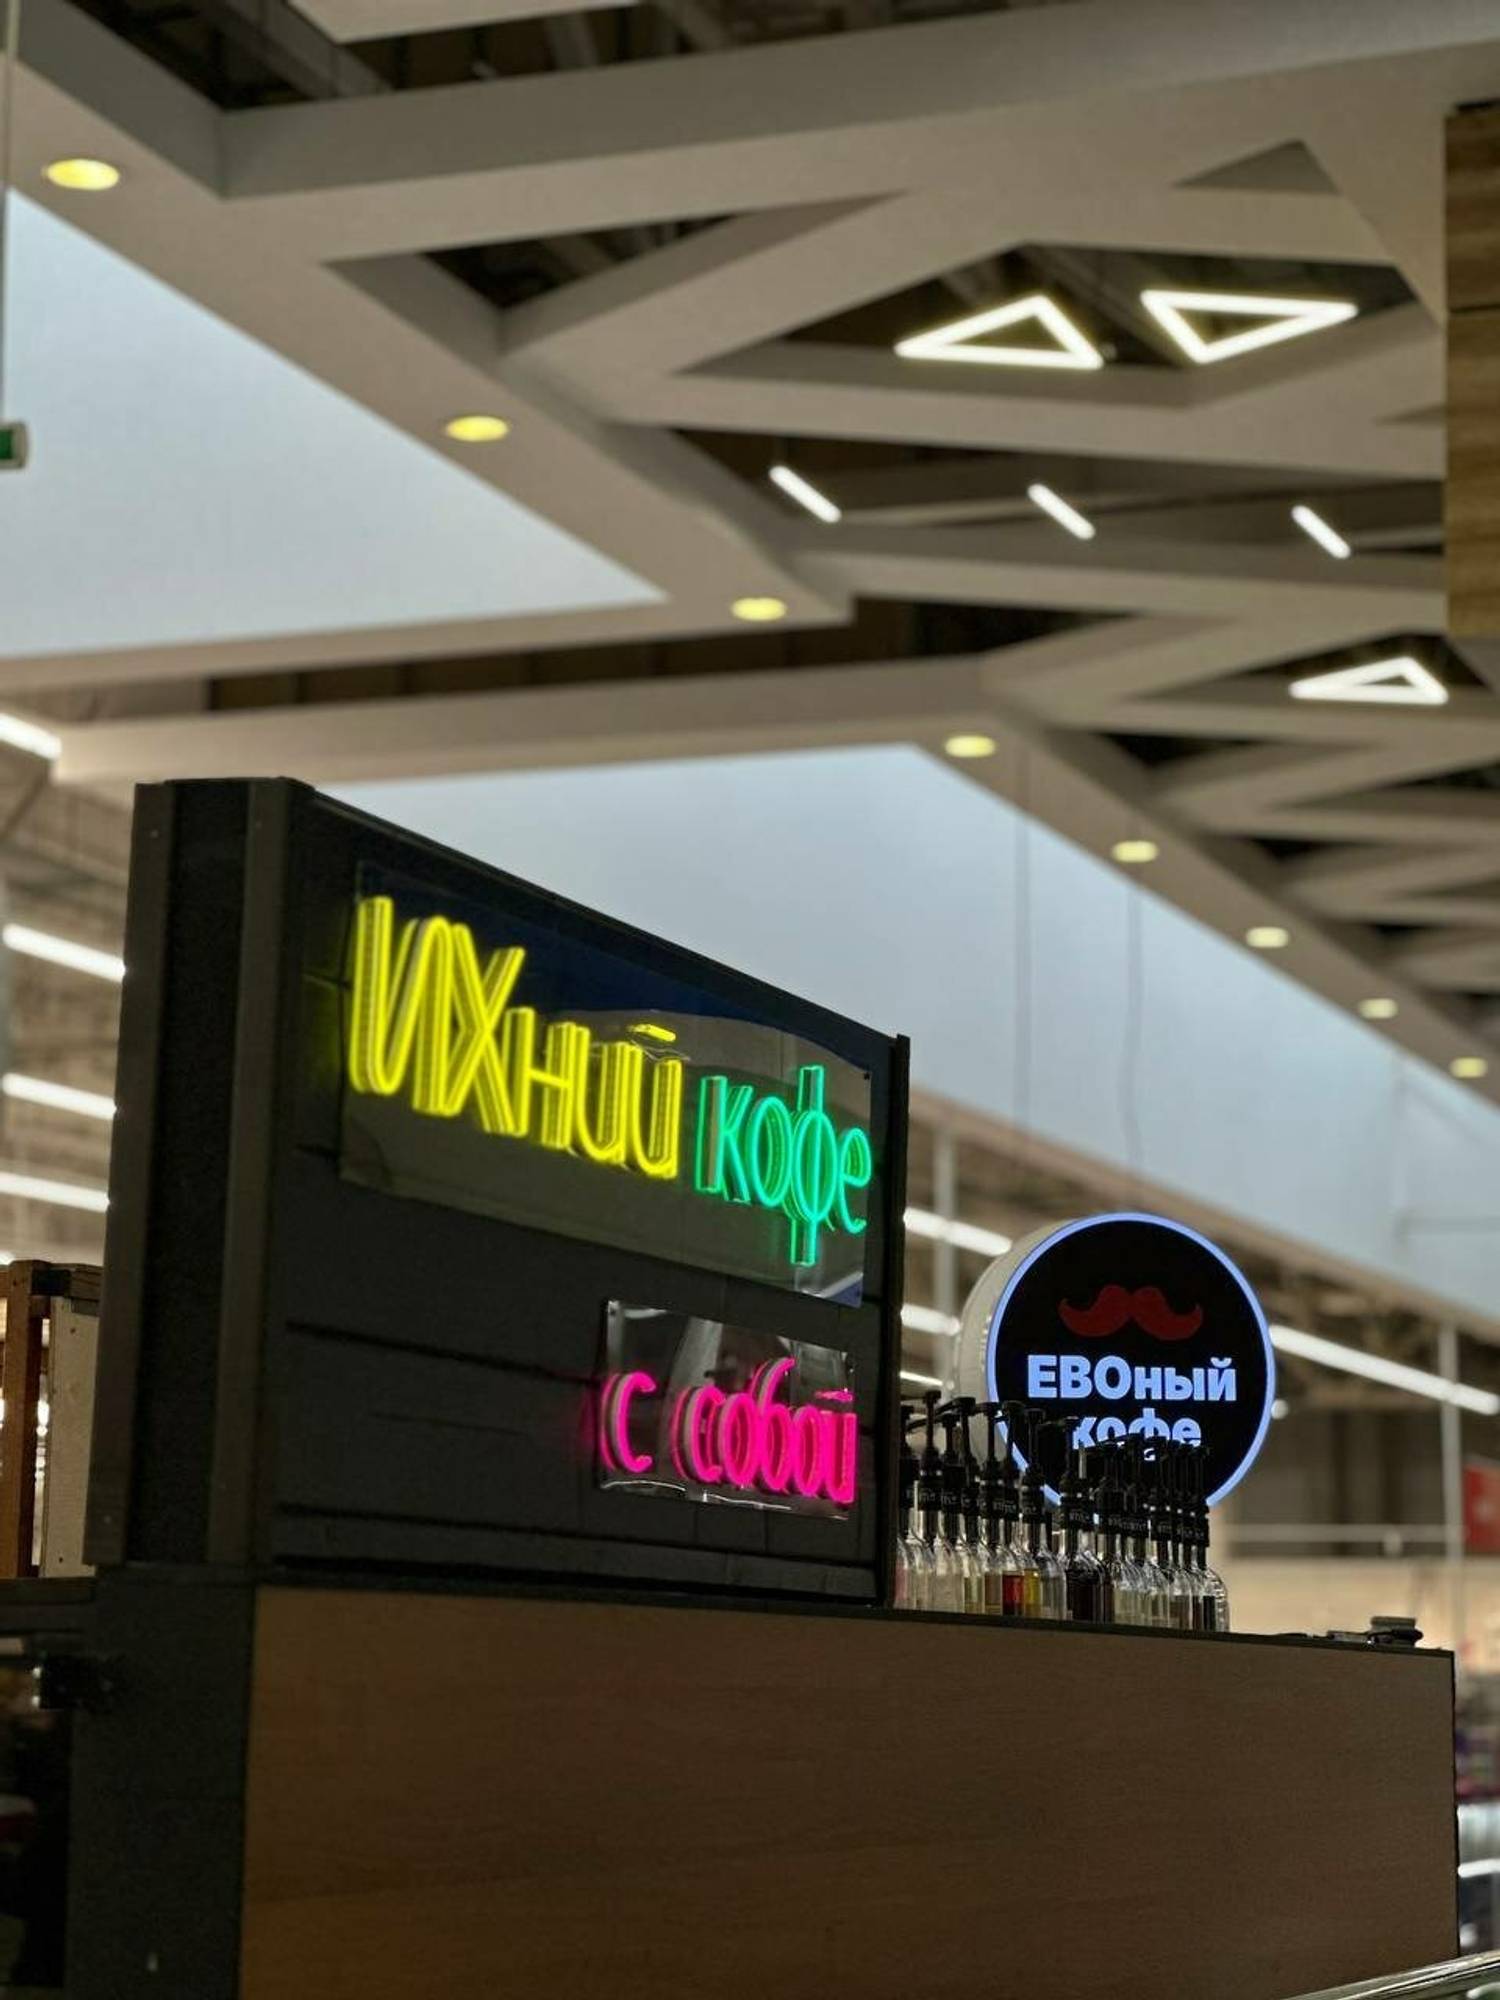 ИХний кофе
с собой
ЕВОный
кофе